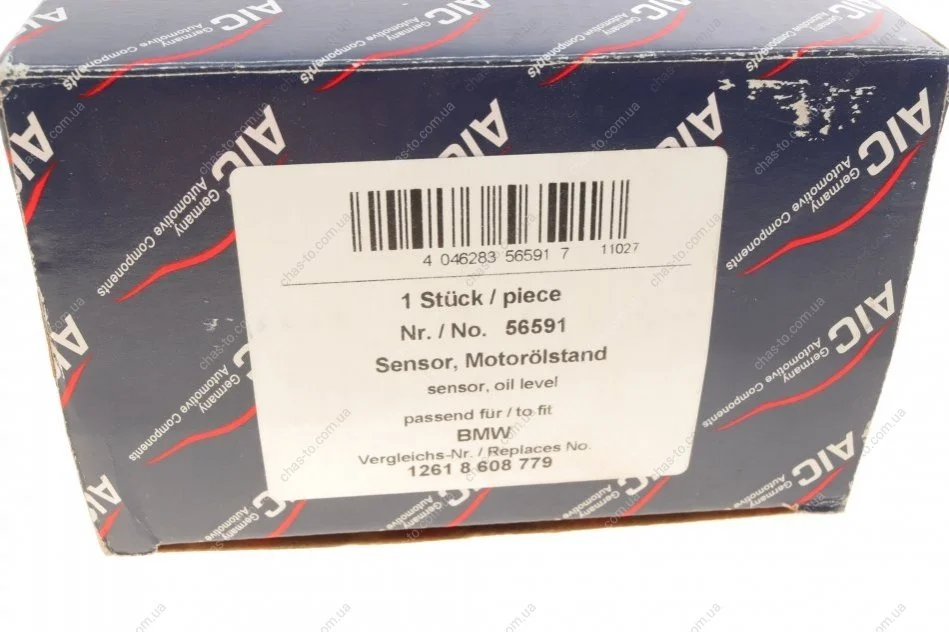 AIC Germany
Automotive Components
4 046283 56591 7 11027
1 Stück / piece
Nr. / No. 56591
Sensor, Motorölstand
sensor, oil level
passend für / to fit
BMW
Vergleichs-Nr. / Replaces No.
1261 8 608 779
chas-to.com.ua